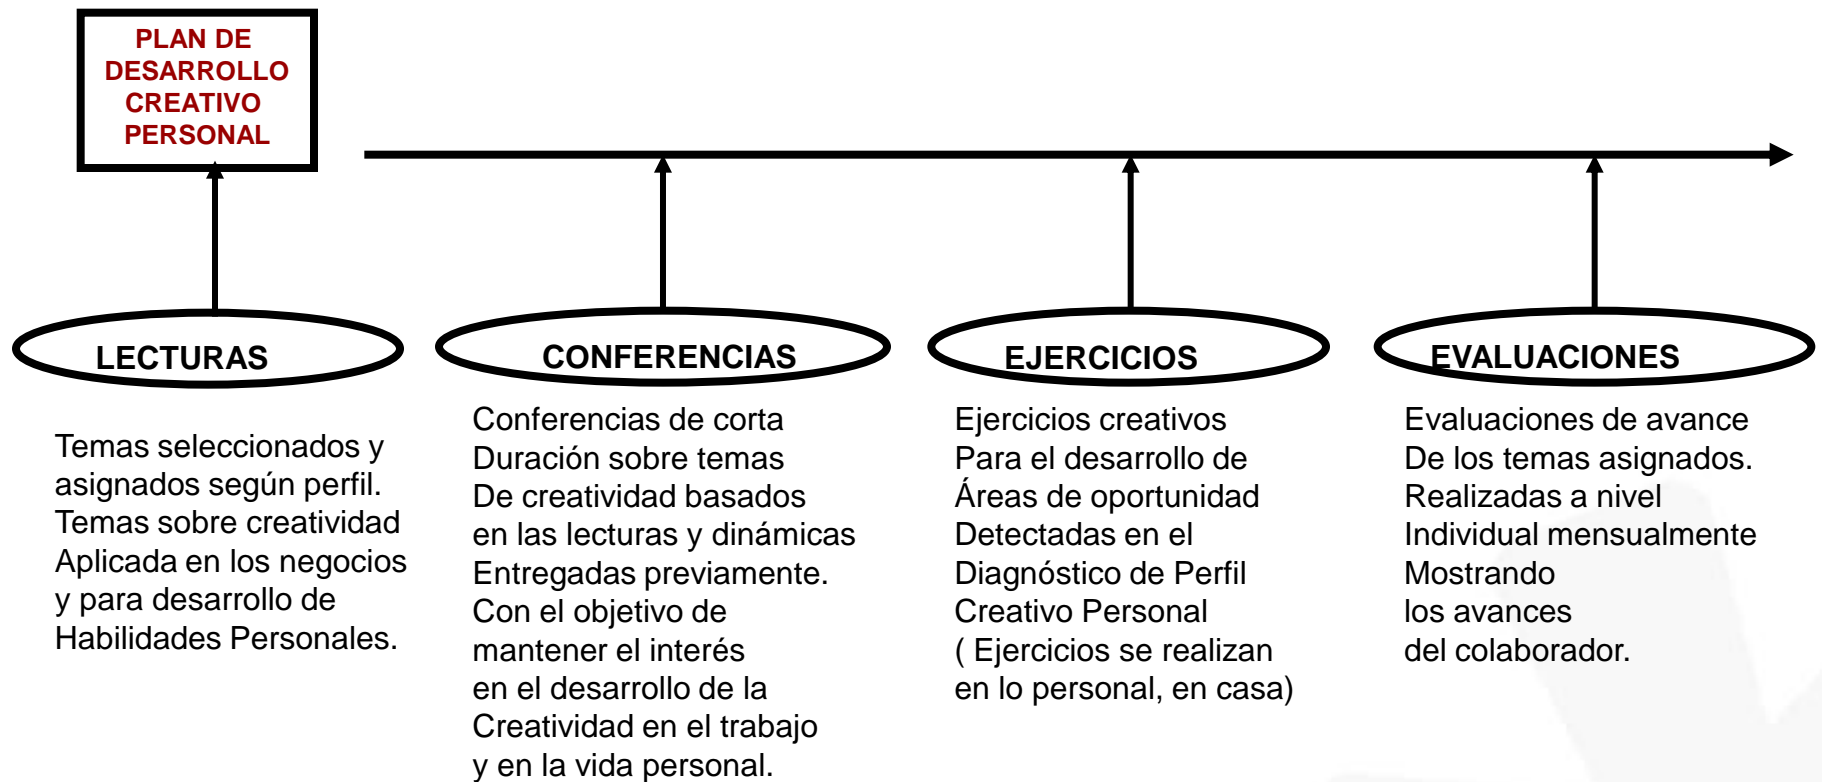 PLAN DE
DESARROLLO
CREATIVO
PERSONAL
LECTURAS
Temas seleccionados y
asignados según perfil.
Temas sobre creatividad
Aplicada en los negocios
y para desarrollo de
Habilidades Personales.
CONFERENCIAS
Conferencias de corta
Duración sobre temas
De creatividad basados
en las lecturas y dinámicas
Entregadas previamente.
Con el objetivo de
mantener el interés
en el desarrollo de la
Creatividad en el trabajo
y en la vida personal.
EJERCICIOS
Ejercicios creativos
Para el desarrollo de
Áreas de oportunidad
Detectadas en el
Diagnóstico de Perfil
Creativo Personal
( Ejercicios se realizan
en lo personal, en casa)
EVALUACIONES
Evaluaciones de avance
De los temas asignados.
Realizadas a nivel
Individual mensualmente
Mostrando
los avances
del colaborador.